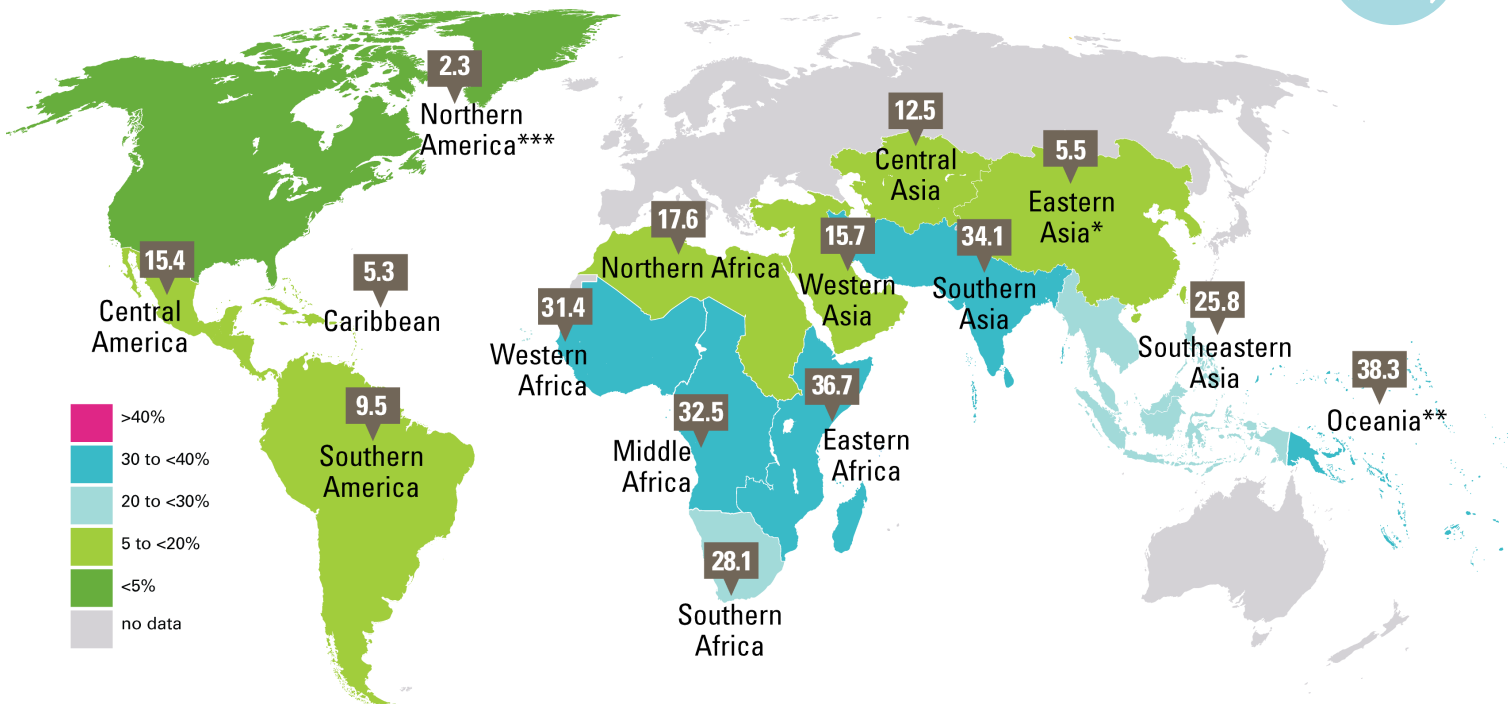 2.3
Northern
America***
12.5
Central
Asia
5.5
Eastern
Asia*
17.6
Northern Africa
15.7
Western
Asia
34.1
Southern
Asia
15.4
Central
America
5.3
Caribbean
31.4
Western
Africa
25.8
Southeastern
Asia
38.3
Oceania**
9.5
Southern
America
32.5
Middle
Africa
36.7
Eastern
Africa
28.1
Southern
Africa
>40%
30 to <40%
20 to <30%
5 to <20%
<5%
no data